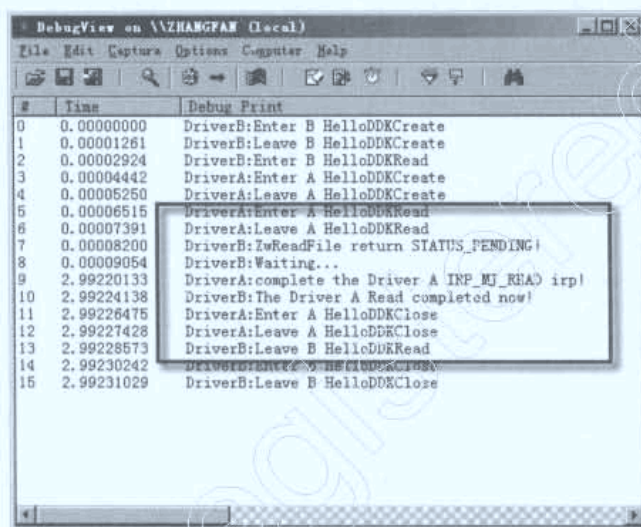 DebugView on \\ZHANGFAN (local)
File Edit Capture Options Computer Help
# Time Debug Print
0 0.00000000 DriverB:Enter B HelloDDKCreate
1 0.00001261 DriverB:Leave B HelloDDKCreate
2 0.00002924 DriverB:Enter B HelloDDKRead
3 0.00004442 DriverA:Enter A HelloDDKCreate
4 0.00005250 DriverA:Leave A HelloDDKCreate
5 0.00006515 DriverA:Enter A HelloDDKRead
6 0.00007391 DriverA:Leave A HelloDDKRead
7 0.00008200 DriverB:ZwReadFile return STATUS_PENDING!
8 0.00009054 DriverB:Waiting...
9 2.99220133 DriverA:complete the Driver A IRP_MJ_READ irp!
10 2.99224138 DriverB:The Driver A Read completed now!
11 2.99226475 DriverA:Enter A HelloDDKClose
12 2.99227428 DriverA:Leave A HelloDDKClose
13 2.99228573 DriverB:Leave B HelloDDKRead
14 2.99230242 DriverB:Enter B HelloDDKClose
15 2.99231029 DriverB:Leave B HelloDDKClose